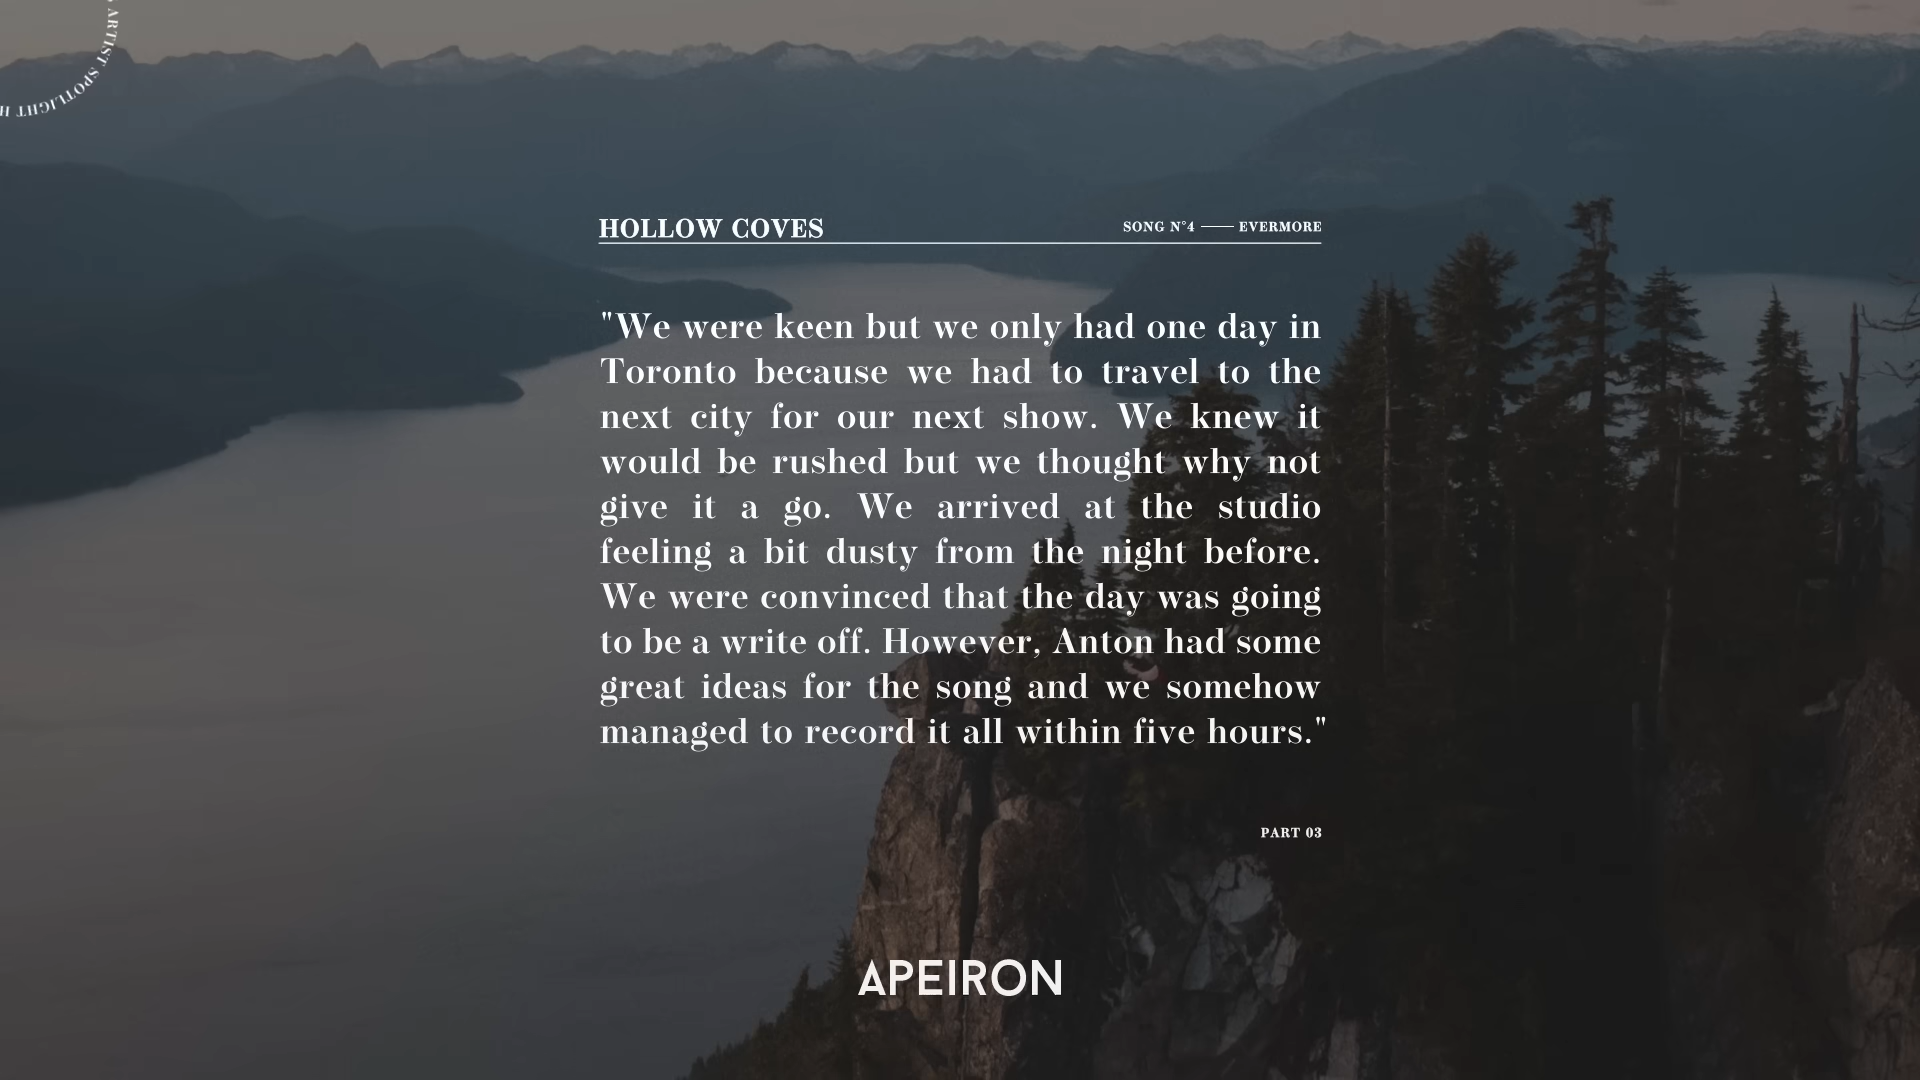 ARTIST SPOTLIGHT
HOLLOW COVES
SONG N°4 —— EVERMORE
"We were keen but we only had one day in
Toronto because we had to travel to the
next city for our next show. We knew it
would be rushed but we thought why not
give it a go. We arrived at the studio
feeling a bit dusty from the night before.
We were convinced that the day was going
to be a write off. However, Anton had some
great ideas for the song and we somehow
managed to record it all within five hours."
PART 03
APEIRON